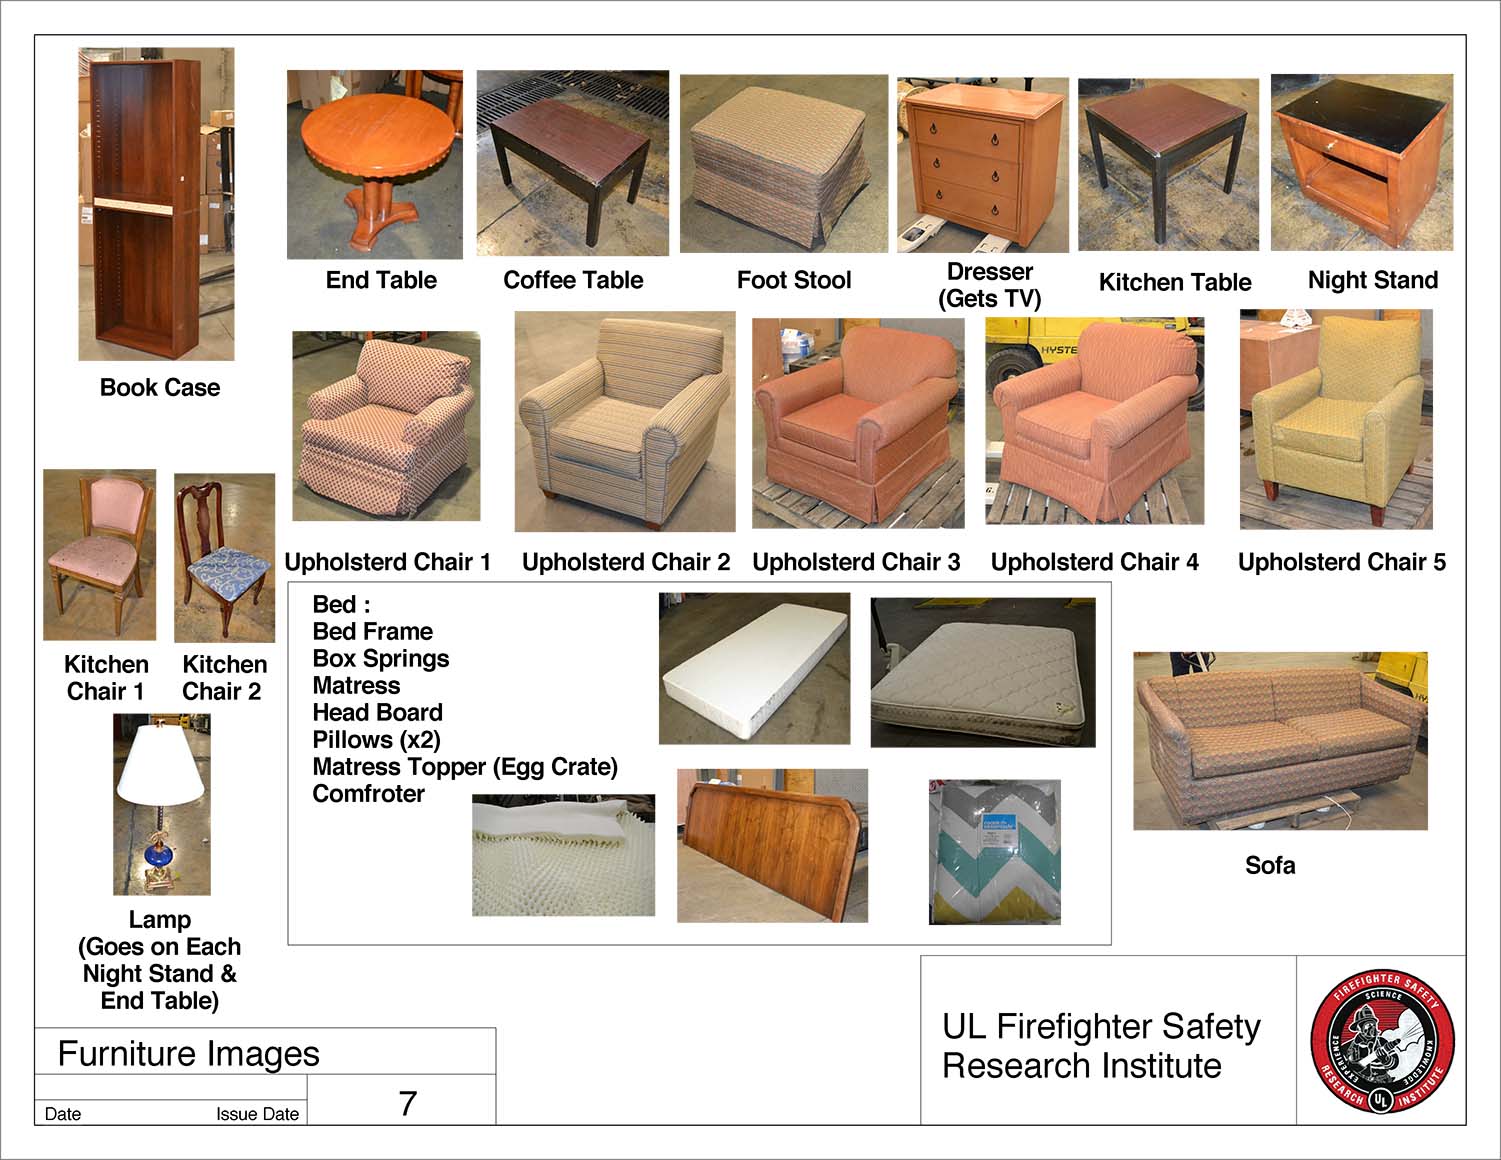 End Table
Coffee Table
Foot Stool
Dresser
(Gets TV)
Kitchen Table
Night Stand
Book Case
HYSTE
Upholsterd Chair 1
Upholsterd Chair 2
Upholsterd Chair 3
Upholsterd Chair 4
Upholsterd Chair 5
Kitchen
Chair 1
Kitchen
Chair 2
Bed :
Bed Frame
Box Springs
Matress
Head Board
Pillows (x2)
Matress Topper (Egg Crate)
Comfroter
Sofa
Lamp
(Goes on Each
Night Stand &
End Table)
Furniture Images
Date
Issue Date
7
UL Firefighter Safety
Research Institute
FIREFIGHTER SAFETY
RESEARCH INSTITUTE
EXPERIENCE
SCIENCE
KNOWLEDGE
UL